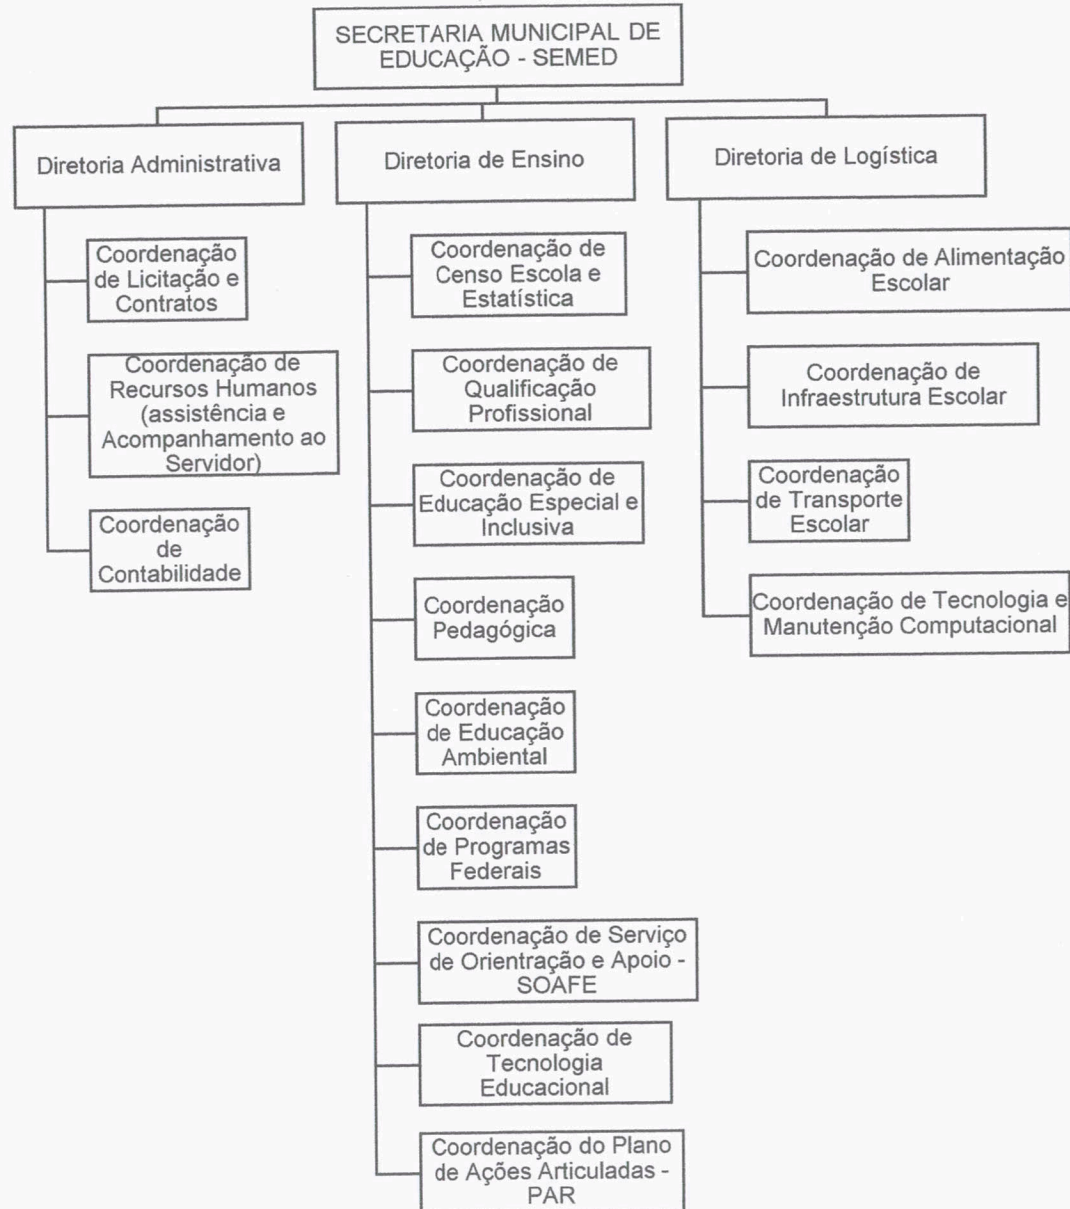 SECRETARIA MUNICIPAL DE
EDUCAÇÃO - SEMED
Diretoria Administrativa
Diretoria de Ensino
Diretoria de Logística
Coordenação
de Licitação e
Contratos
Coordenação de
Recursos Humanos
(assistência e
Acompanhamento ao
Servidor)
Coordenação
de
Contabilidade
Coordenação de
Censo Escola e
Estatística
Coordenação de
Qualificação
Profissional
Coordenação de
Educação Especial e
Inclusiva
Coordenação
Pedagógica
Coordenação
de Educação
Ambiental
Coordenação
de Programas
Federais
Coordenação de Serviço
de Orientração e Apoio -
SOAFE
Coordenação de
Tecnologia
Educacional
Coordenação do Plano
de Ações Articuladas -
PAR
Coordenação de Alimentação
Escolar
Coordenação de
Infraestrutura Escolar
Coordenação
de Transporte
Escolar
Coordenação de Tecnologia e
Manutenção Computacional